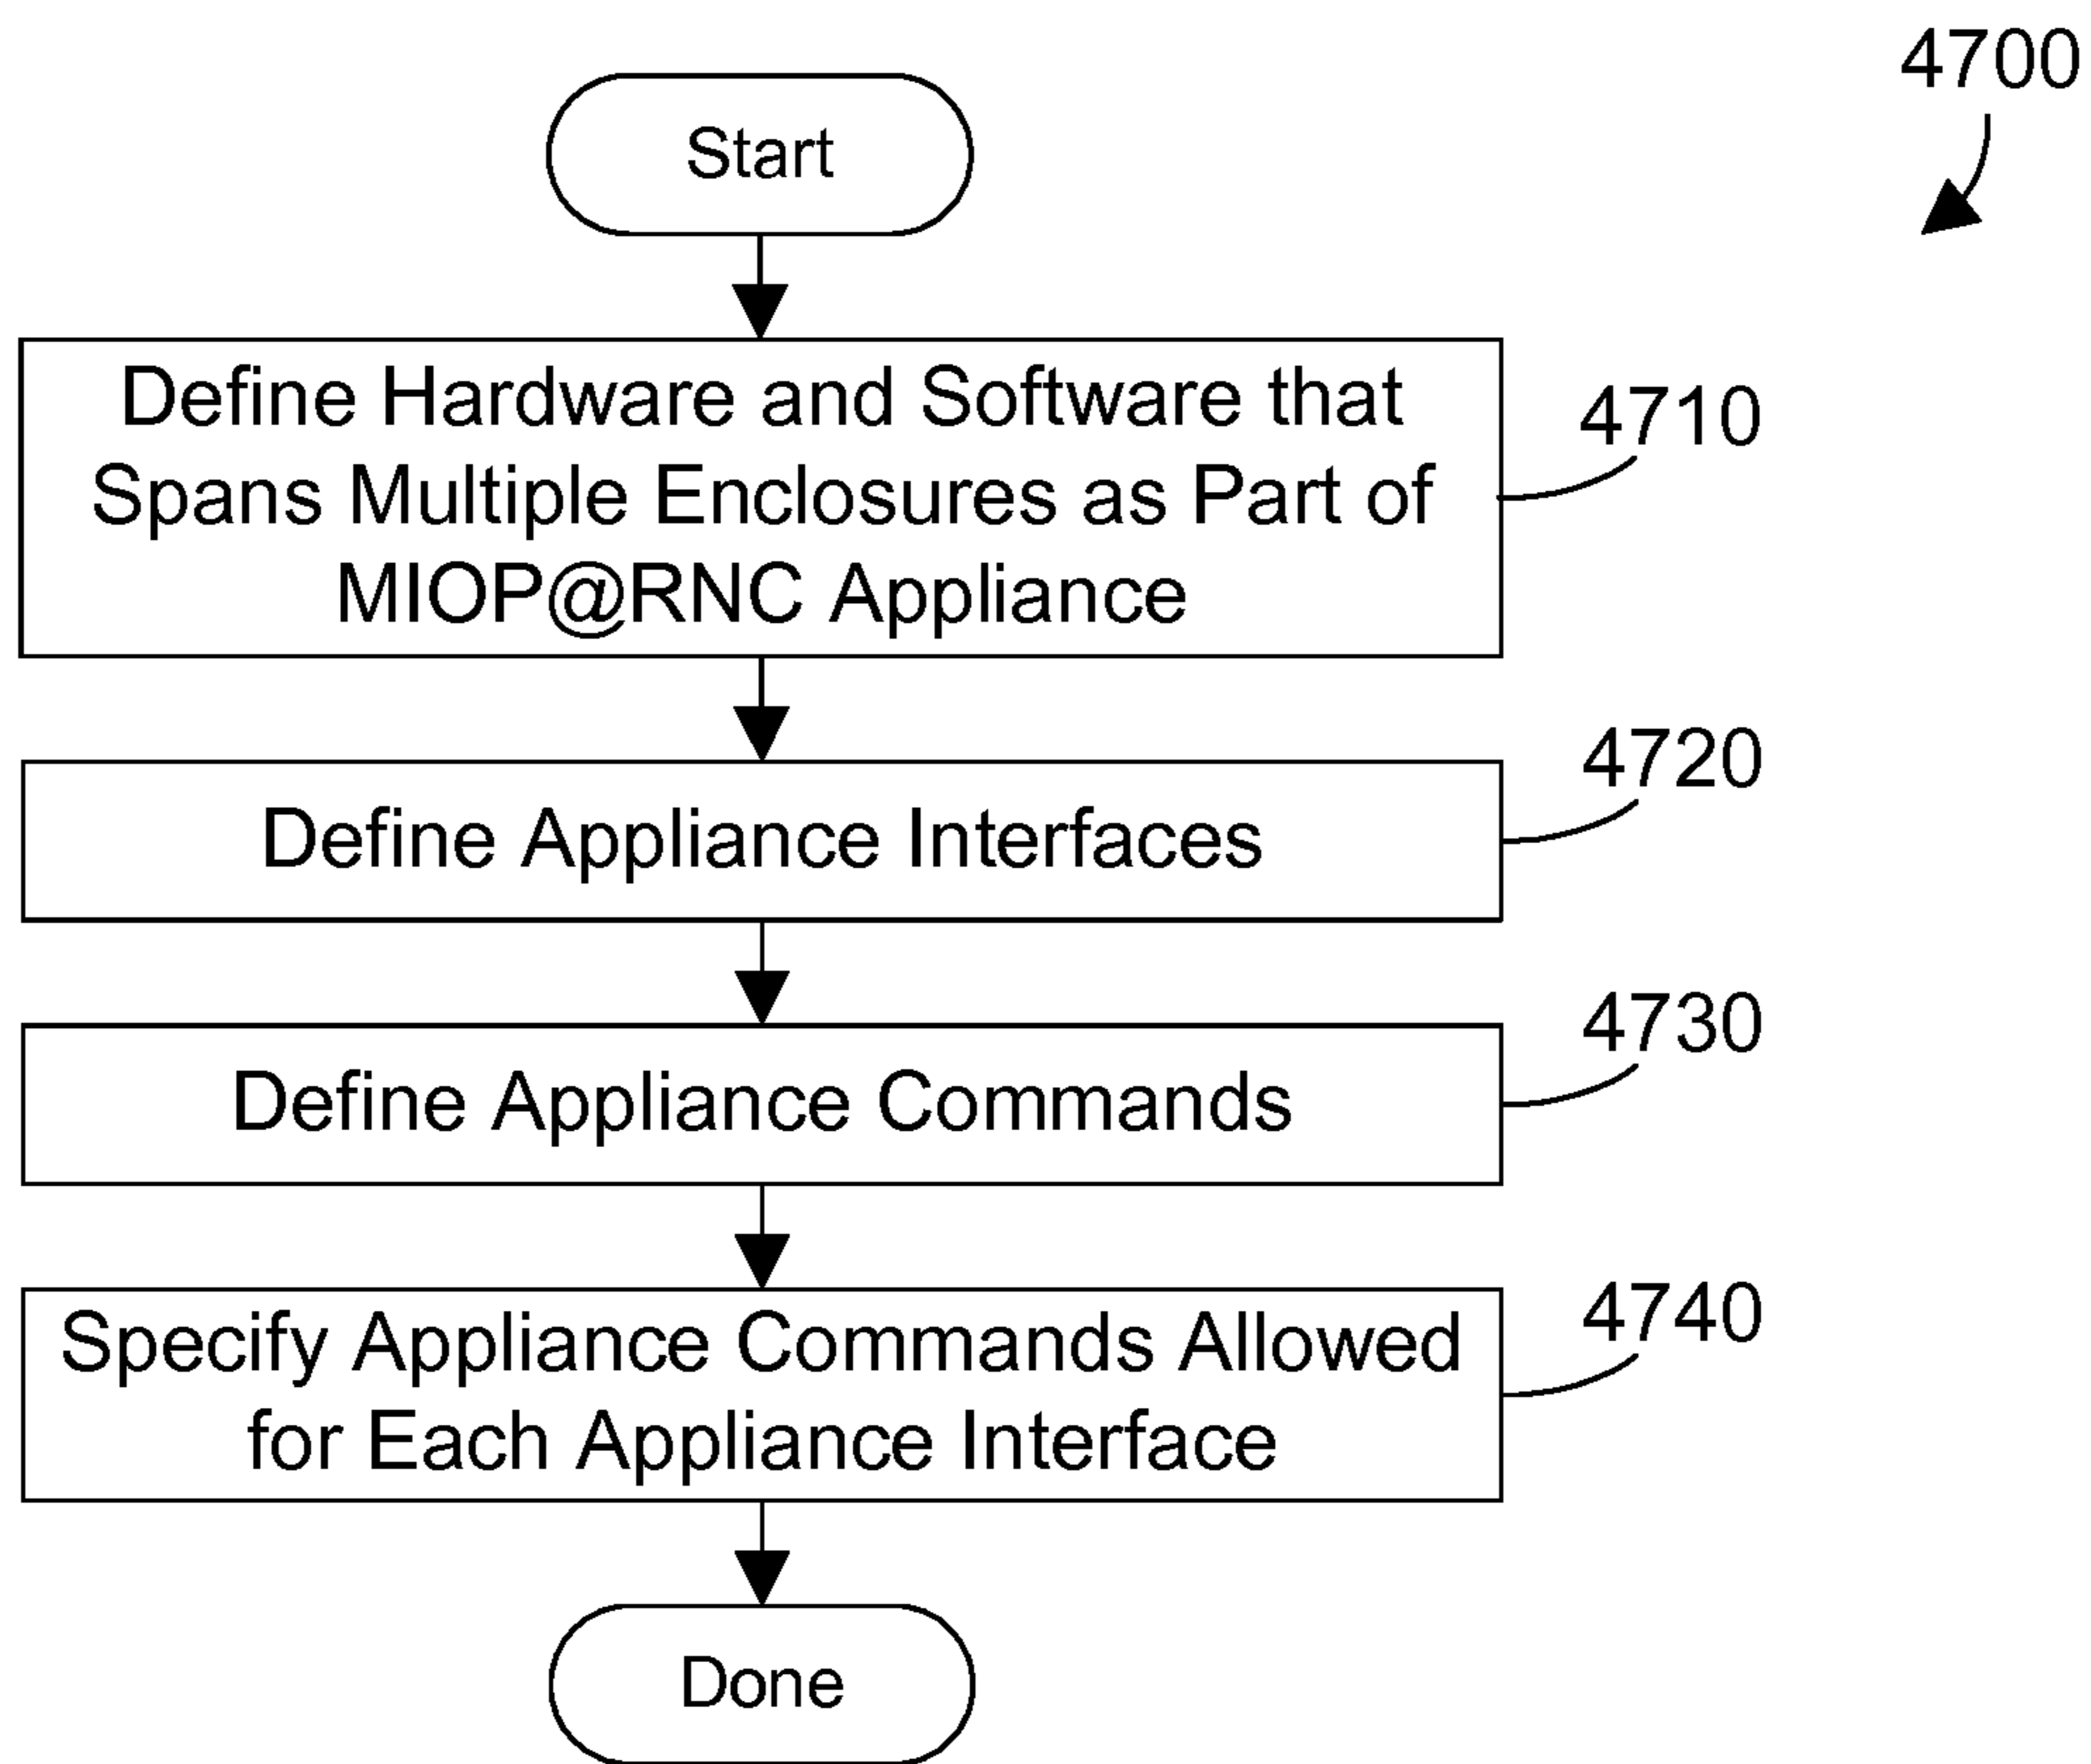 4700
Start
Define Hardware and Software that
Spans Multiple Enclosures as Part of
MIOP@RNC Appliance
4710
Define Appliance Interfaces
4720
Define Appliance Commands
4730
Specify Appliance Commands Allowed
for Each Appliance Interface
4740
Done